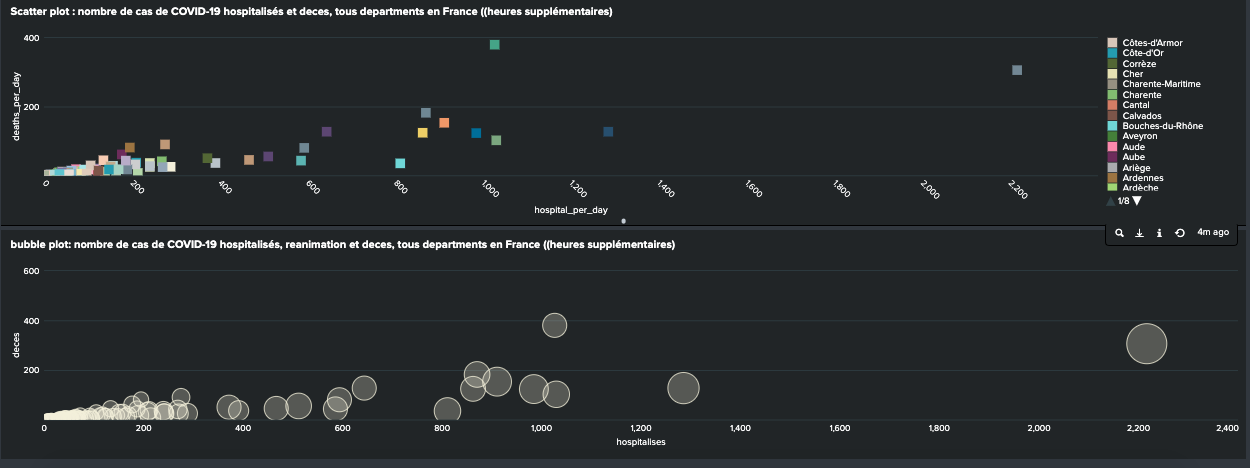 Scatter plot : nombre de cas de COVID-19 hospitalisés et deces, tous departments en France ((heures supplémentaires)
400
200
deaths_per_day
0
200
400
600
800
1,000
1,200
1,400
1,600
1,800
2,000
2,200
hospital_per_day
Côtes-d'Armor
Côte-d'Or
Corrèze
Cher
Charente-Maritime
Charente
Cantal
Calvados
Bouches-du-Rhône
Aveyron
Aude
Aube
Ariège
Ardennes
Ardèche
1/8
4m ago
bubble plot: nombre de cas de COVID-19 hospitalisés, reanimation et deces, tous departments en France ((heures supplémentaires)
600
400
200
deces
0
200
400
600
800
1,000
1,200
1,400
1,600
1,800
2,000
2,200
2,400
hospitalises